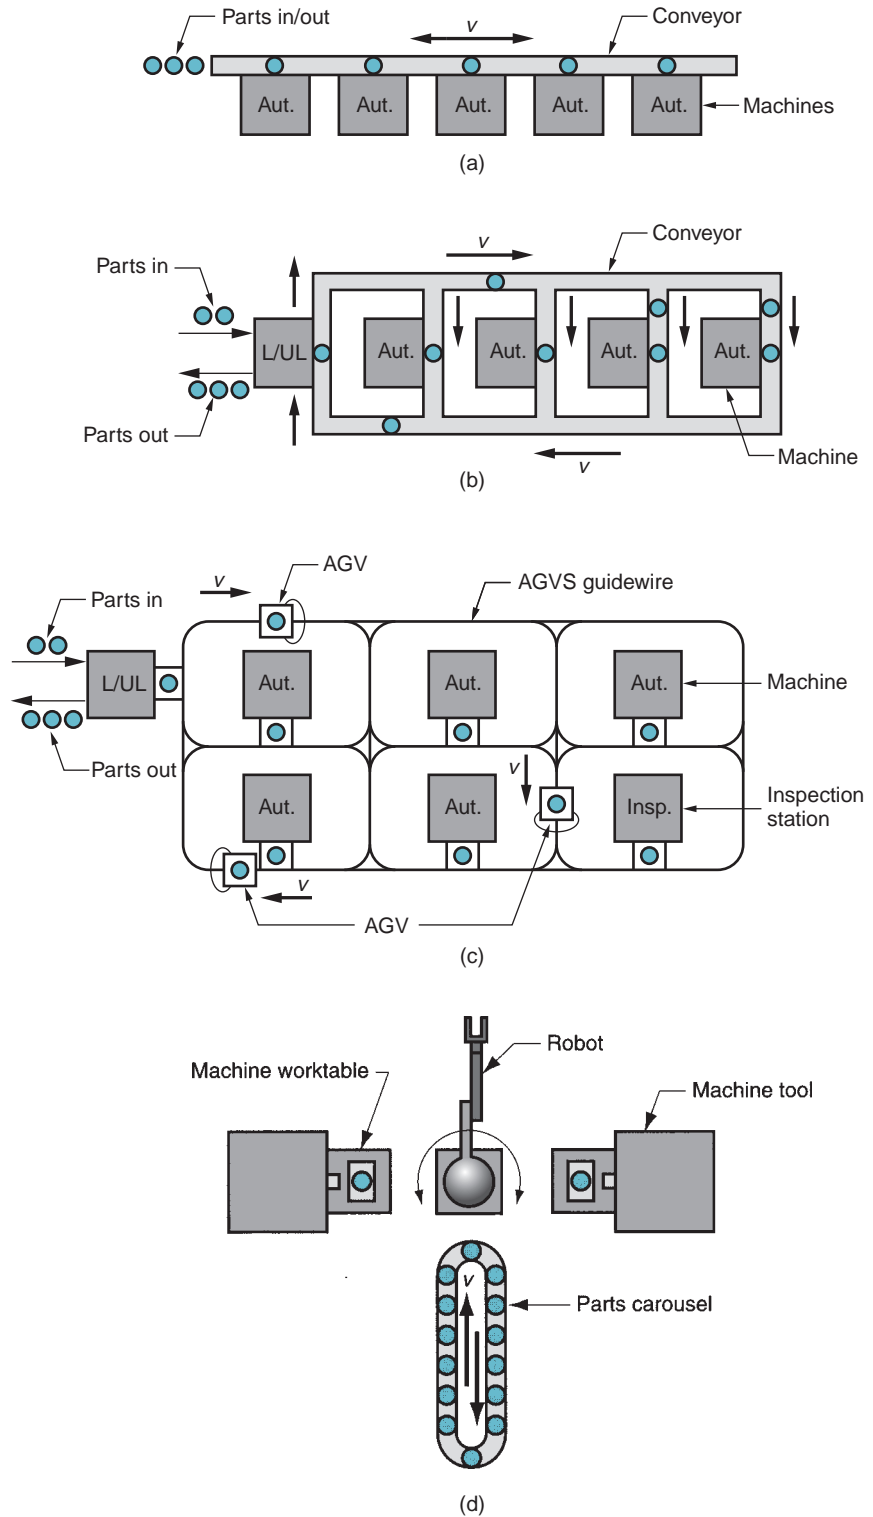 Parts in/out
v
Conveyor
Aut.
Aut.
Aut.
Aut.
Aut.
Machines
(a)
v
Conveyor
Parts in
L/UL
Aut.
Aut.
Aut.
Aut.
Parts out
v
Machine
(b)
AGV
v
AGVS guidewire
Parts in
L/UL
Aut.
Aut.
Aut.
Machine
Parts out
v
Aut.
Aut.
Insp.
Inspection
station
v
AGV
(c)
Robot
Machine worktable
Machine tool
v
Parts carousel
(d)